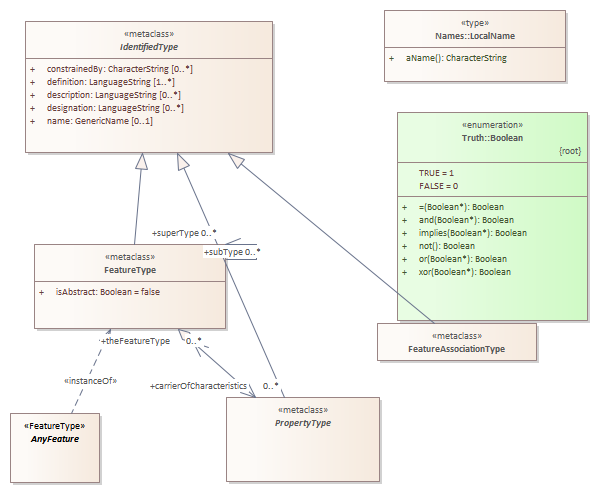 «metaclass»
IdentifiedType
+ constrainedBy: CharacterString [0..*]
+ definition: LanguageString [1..*]
+ description: LanguageString [0..*]
+ designation: LanguageString [0..*]
+ name: GenericName [0..1]
«type»
Names::LocalName
+ aName(): CharacterString
«enumeration»
Truth::Boolean
{root}
TRUE = 1
FALSE = 0
+ =(Boolean*): Boolean
+ and(Boolean*): Boolean
+ implies(Boolean*): Boolean
+ not(): Boolean
+ or(Boolean*): Boolean
+ xor(Boolean*): Boolean
+superType 0..*
+subType 0..*
«metaclass»
FeatureType
+ isAbstract: Boolean = false
«metaclass»
FeatureAssociationType
+theFeatureType 0..*
«instanceOf»
+carrierOfCharacteristics 0..*
«metaclass»
PropertyType
«FeatureType»
AnyFeature